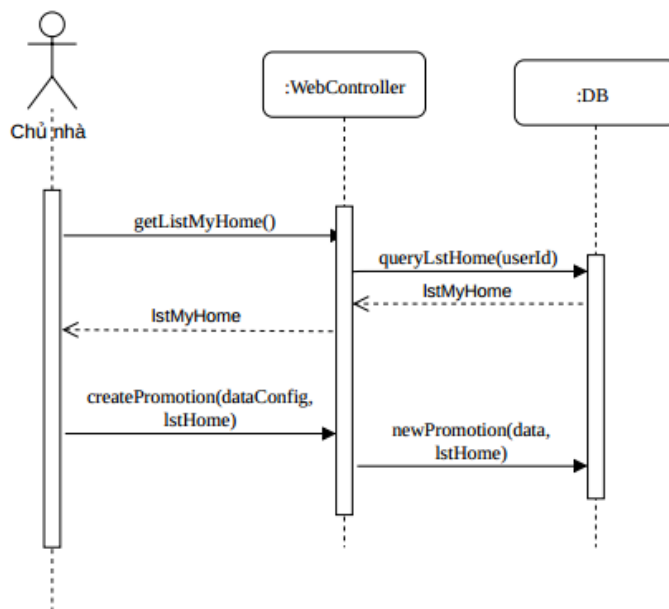 :WebController
:DB
Chủ nhà
getListMyHome()
queryLstHome(userId)
lstMyHome
lstMyHome
createPromotion(dataConfig,
lstHome)
newPromotion(data,
lstHome)